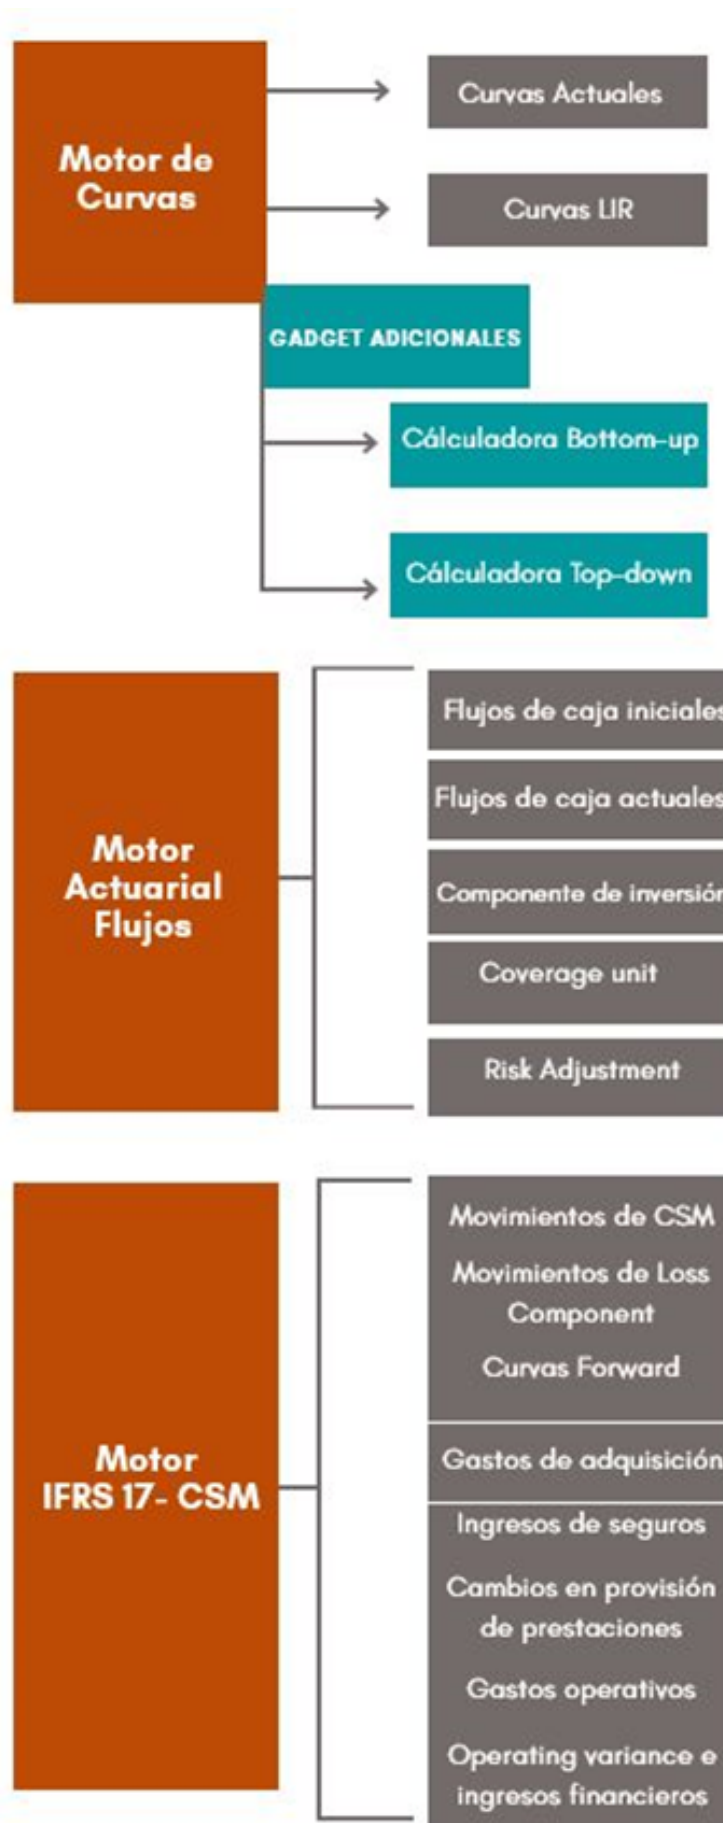 Motor de
Curvas
Curvas Actuales
Curvas LIR
GADGET ADICIONALES
Cálculadora Bottom-up
Cálculadora Top-down
Motor
Actuarial
Flujos
Flujos de caja iniciales
Flujos de caja actuales
Componente de inversión
Coverage unit
Risk Adjustment
Motor
IFRS 17- CSM
Movimientos de CSM
Movimientos de Loss
Component
Curvas Forward
Gastos de adquisición
Ingresos de seguros
Cambios en provisión
de prestaciones
Gastos operativos
Operating variance e
ingresos financieros